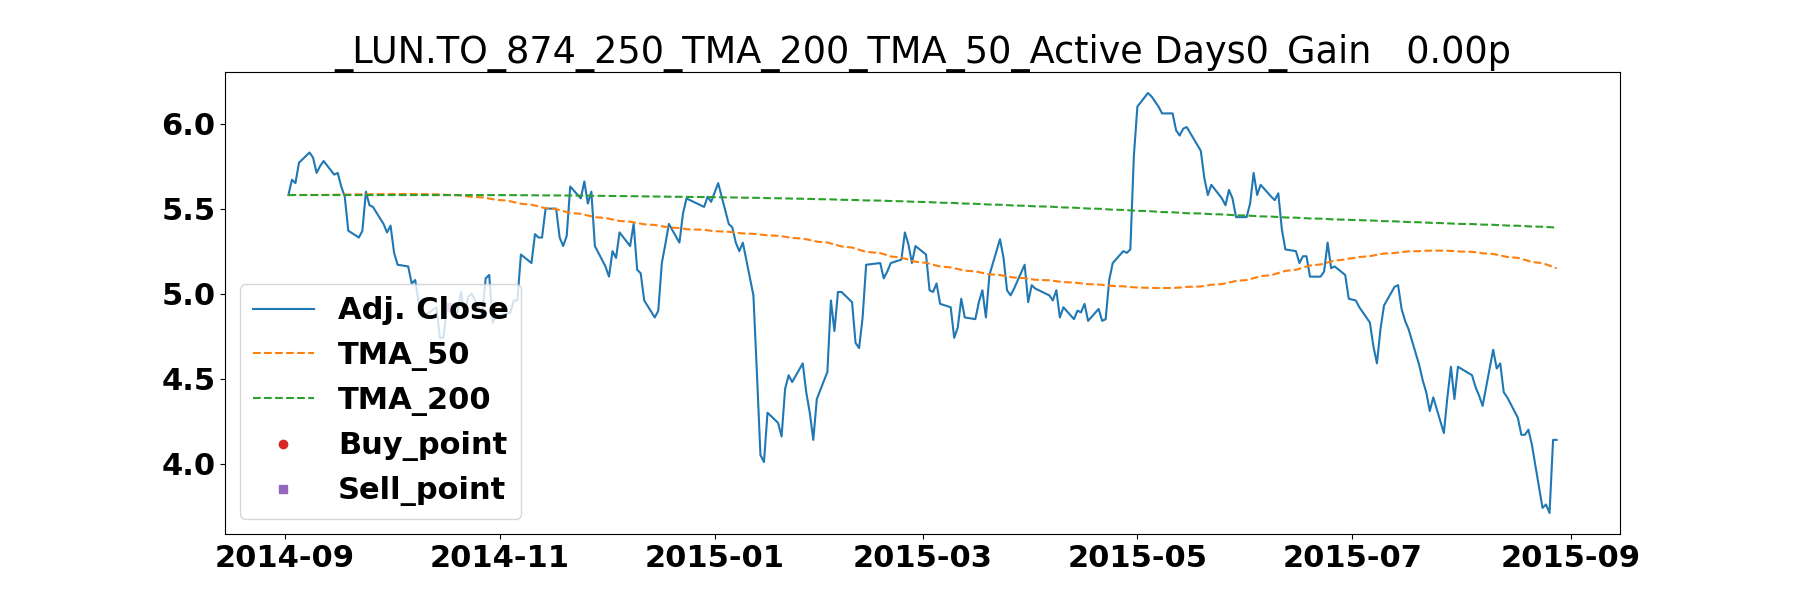 _LUN.TO_874_250_TMA_200_TMA_50_Active Days0_Gain   0.00p
6.0
5.5
5.0
4.5
4.0
Adj. Close
TMA_50
TMA_200
Buy_point
Sell_point
2014-09 2014-11 2015-01 2015-03 2015-05 2015-07 2015-09